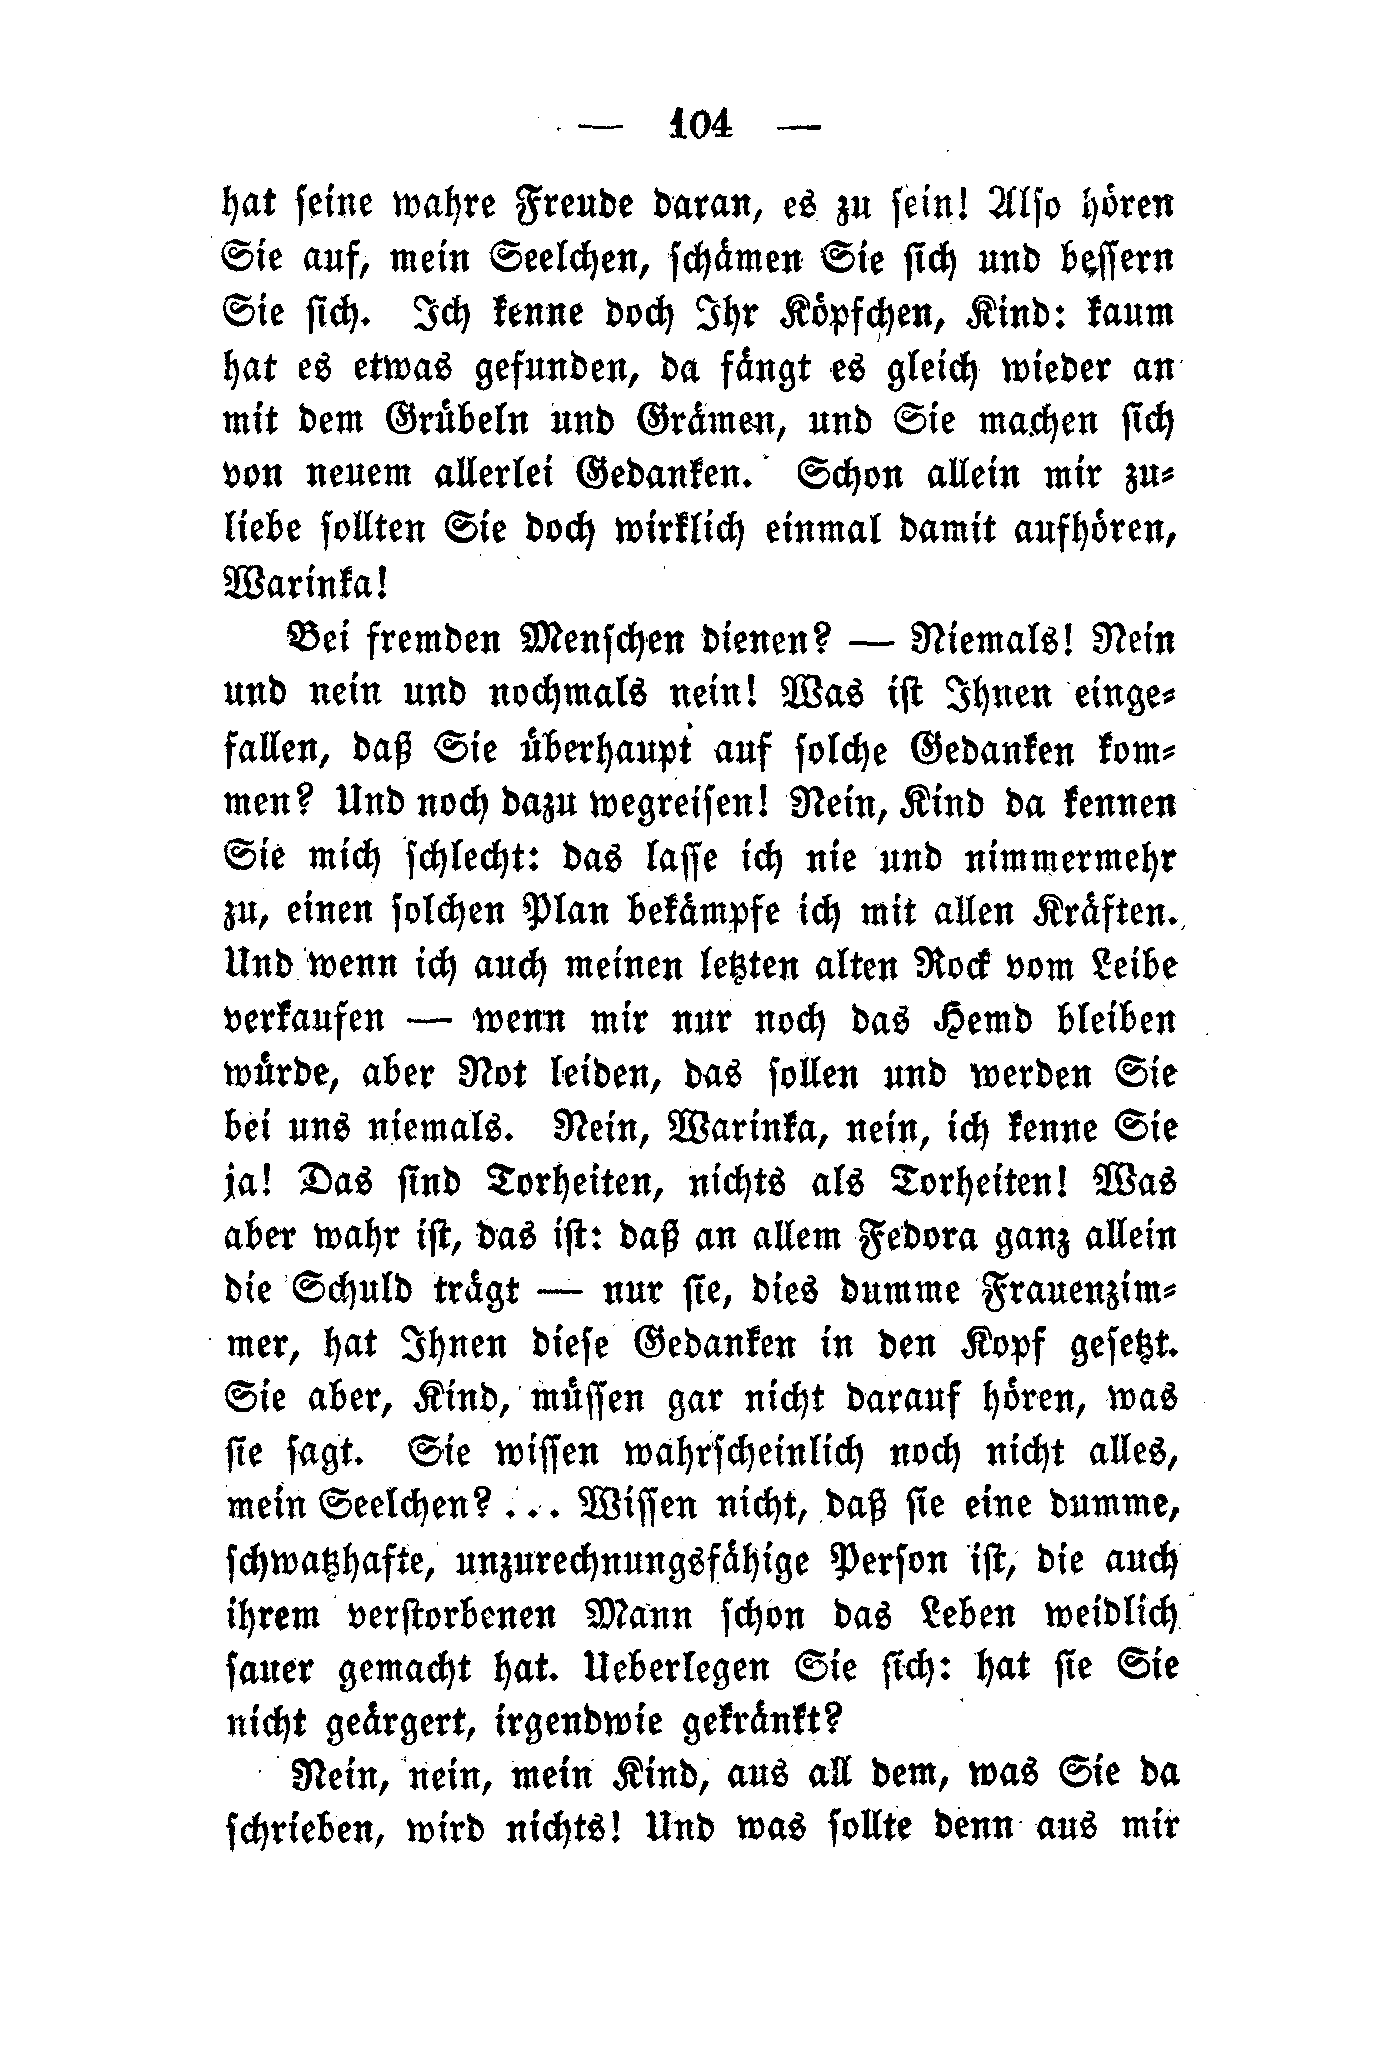 — 104 —
hat seine wahre Freude daran, es zu sein! Also hören
Sie auf, mein Seelchen, schämen Sie sich und bessern
Sie sich. Ich kenne doch Ihr Köpfchen, Kind: kaum
hat es etwas gefunden, da fängt es gleich wieder an
mit dem Grübeln und Grämen, und Sie machen sich
von neuem allerlei Gedanken. Schon allein mir zu-
liebe sollten Sie doch wirklich einmal damit aufhören,
Warinka!
Bei fremden Menschen dienen? — Niemals! Nein
und nein und nochmals nein! Was ist Ihnen einge-
fallen, daß Sie überhaupt auf solche Gedanken kom-
men? Und noch dazu wegreisen! Nein, Kind da kennen
Sie mich schlecht: das lasse ich nie und nimmermehr
zu, einen solchen Plan bekämpfe ich mit allen Kräften.
Und wenn ich auch meinen letzten alten Rock vom Leibe
verkaufen — wenn mir nur noch das Hemd bleiben
würde, aber Not leiden, das sollen und werden Sie
bei uns niemals. Nein, Warinka, nein, ich kenne Sie
ja! Das sind Torheiten, nichts als Torheiten! Was
aber wahr ist, das ist: daß an allem Fedora ganz allein
die Schuld trägt — nur sie, dies dumme Frauenzim-
mer, hat Ihnen diese Gedanken in den Kopf gesetzt.
Sie aber, Kind, müssen gar nicht darauf hören, was
sie sagt. Sie wissen wahrscheinlich noch nicht alles,
mein Seelchen? . . . Wissen nicht, daß sie eine dumme,
schwatzhafte, unzurechnungsfähige Person ist, die auch
ihrem verstorbenen Mann schon das Leben weidlich
sauer gemacht hat. Ueberlegen Sie sich: hat sie Sie
nicht geärgert, irgendwie gekränkt?
Nein, nein, mein Kind, aus all dem, was Sie da
schrieben, wird nichts! Und was sollte denn aus mir